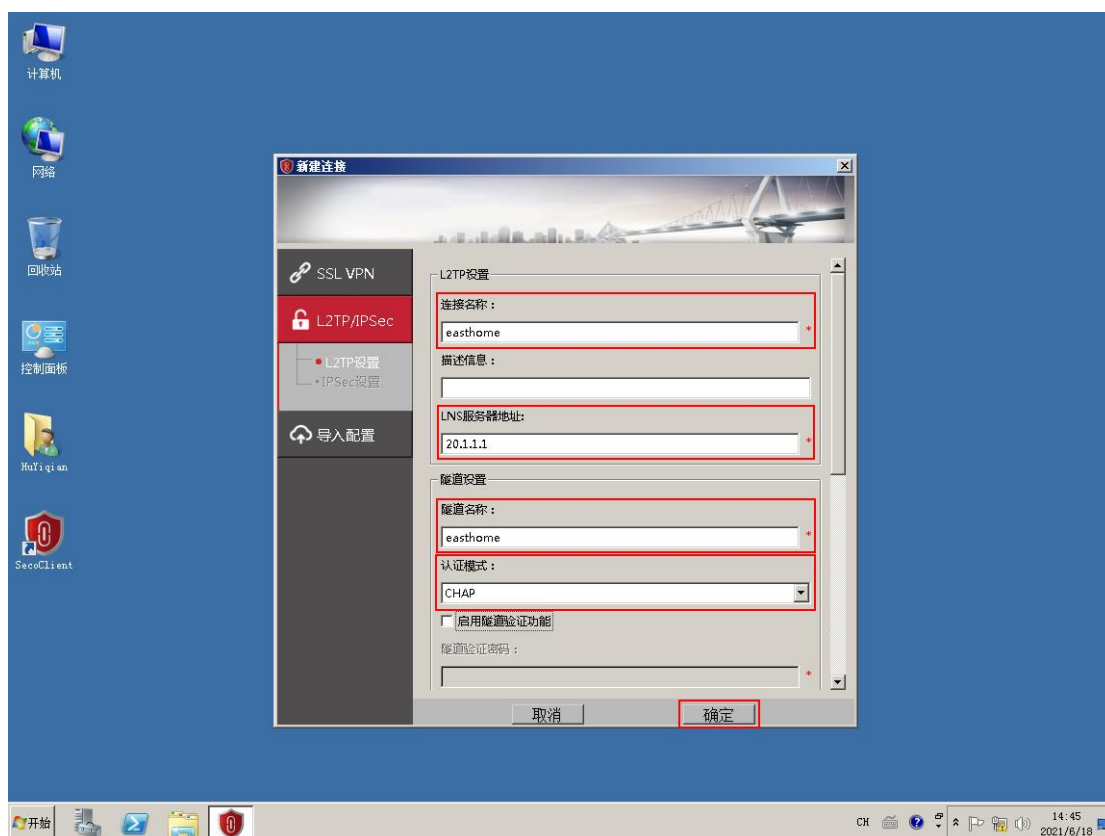 计算机
网络
回收站
控制面板
HuYiqian
SecoClient
新建连接
SSL VPN
L2TP/IPSec
L2TP设置
IPSec设置
导入配置
L2TP设置
连接名称：
easthome *
描述信息：
LNS服务器地址:
20.1.1.1 *
隧道设置
隧道名称：
easthome *
认证模式：
CHAP
启用隧道验证功能
隧道验证密码：
*
取消
确定
开始
CH
14:45
2021/6/18